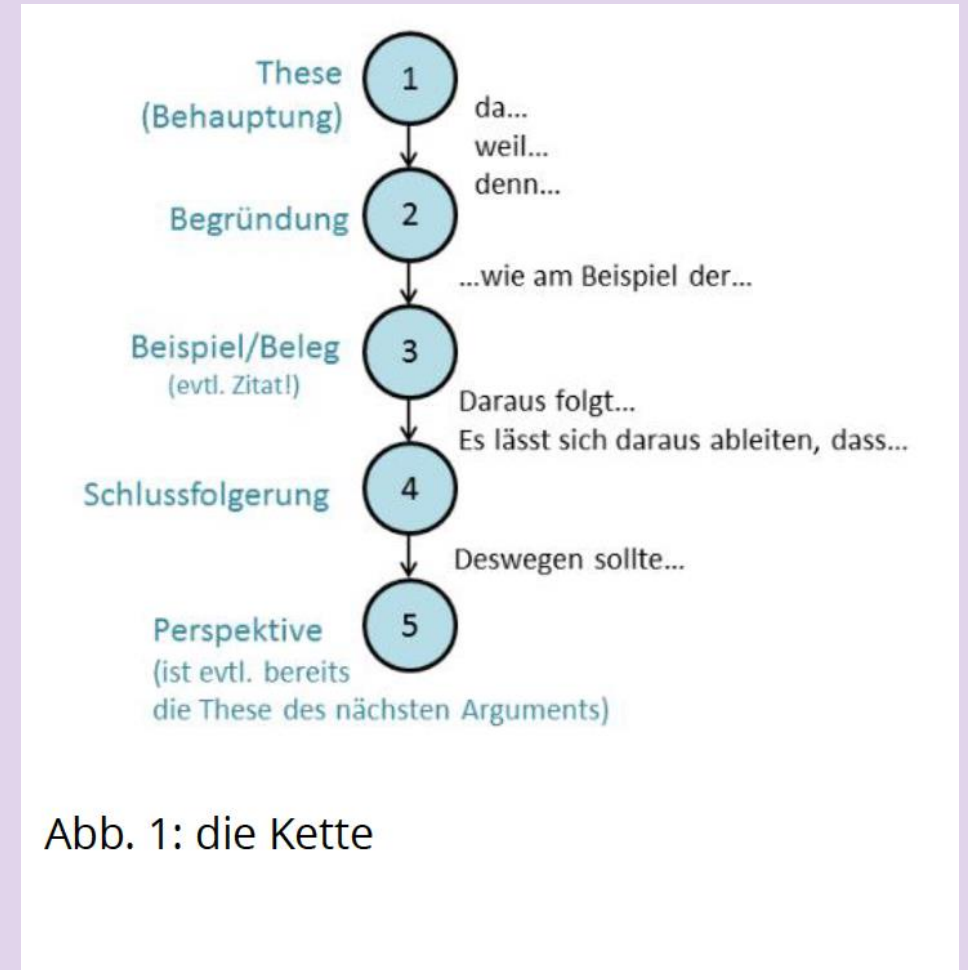 These
(Behauptung)
1
da...
weil...
denn...
Begründung
2
...wie am Beispiel der...
Beispiel/Beleg
(evtl. Zitat!)
3
Daraus folgt...
Es lässt sich daraus ableiten, dass...
Schlussfolgerung
4
Deswegen sollte...
Perspektive
5
(ist evtl. bereits
die These des nächsten Arguments)
Abb. 1: die Kette